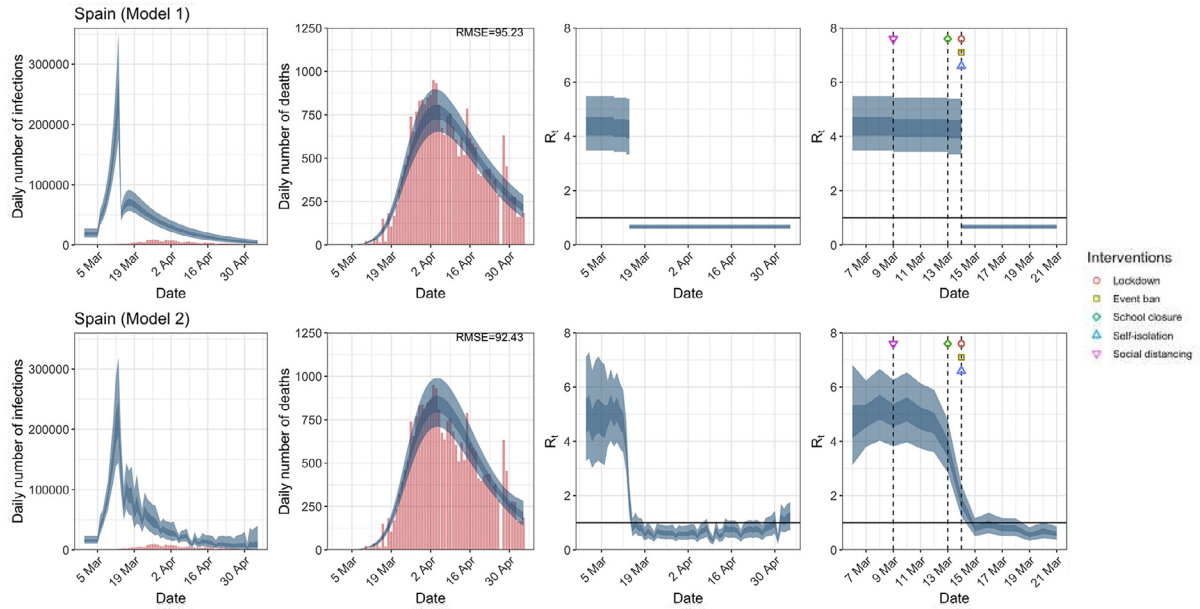 Spain (Model 1)
Daily number of infections
300000
200000
100000
0
5 Mar
19 Mar
2 Apr
16 Apr
30 Apr
Date
RMSE=95.23
Daily number of deaths
1250
1000
750
500
250
0
5 Mar
19 Mar
2 Apr
16 Apr
30 Apr
Date
Rt
8
6
4
2
0
5 Mar
19 Mar
2 Apr
16 Apr
30 Apr
Date
Rt
8
6
4
2
0
7 Mar
9 Mar
11 Mar
13 Mar
15 Mar
17 Mar
19 Mar
21 Mar
Date
Interventions
Lockdown
Event ban
School closure
Self-isolation
Social distancing
Spain (Model 2)
Daily number of infections
300000
200000
100000
0
5 Mar
19 Mar
2 Apr
16 Apr
30 Apr
Date
RMSE=92.43
Daily number of deaths
1250
1000
750
500
250
0
5 Mar
19 Mar
2 Apr
16 Apr
30 Apr
Date
Rt
8
6
4
2
0
5 Mar
19 Mar
2 Apr
16 Apr
30 Apr
Date
Rt
8
6
4
2
0
7 Mar
9 Mar
11 Mar
13 Mar
15 Mar
17 Mar
19 Mar
21 Mar
Date